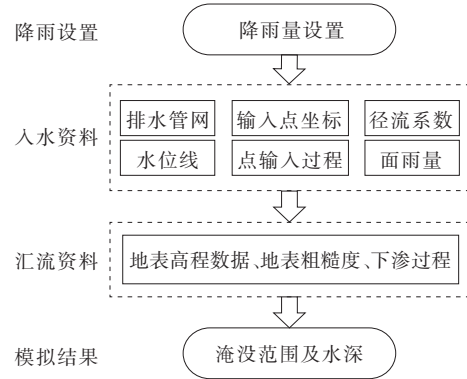 降雨设置
降雨量设置
入水资料
排水管网
输入点坐标
径流系数
水位线
点输入过程
面雨量
汇流资料
地表高程数据、地表粗糙度、下渗过程
模拟结果
淹没范围及水深